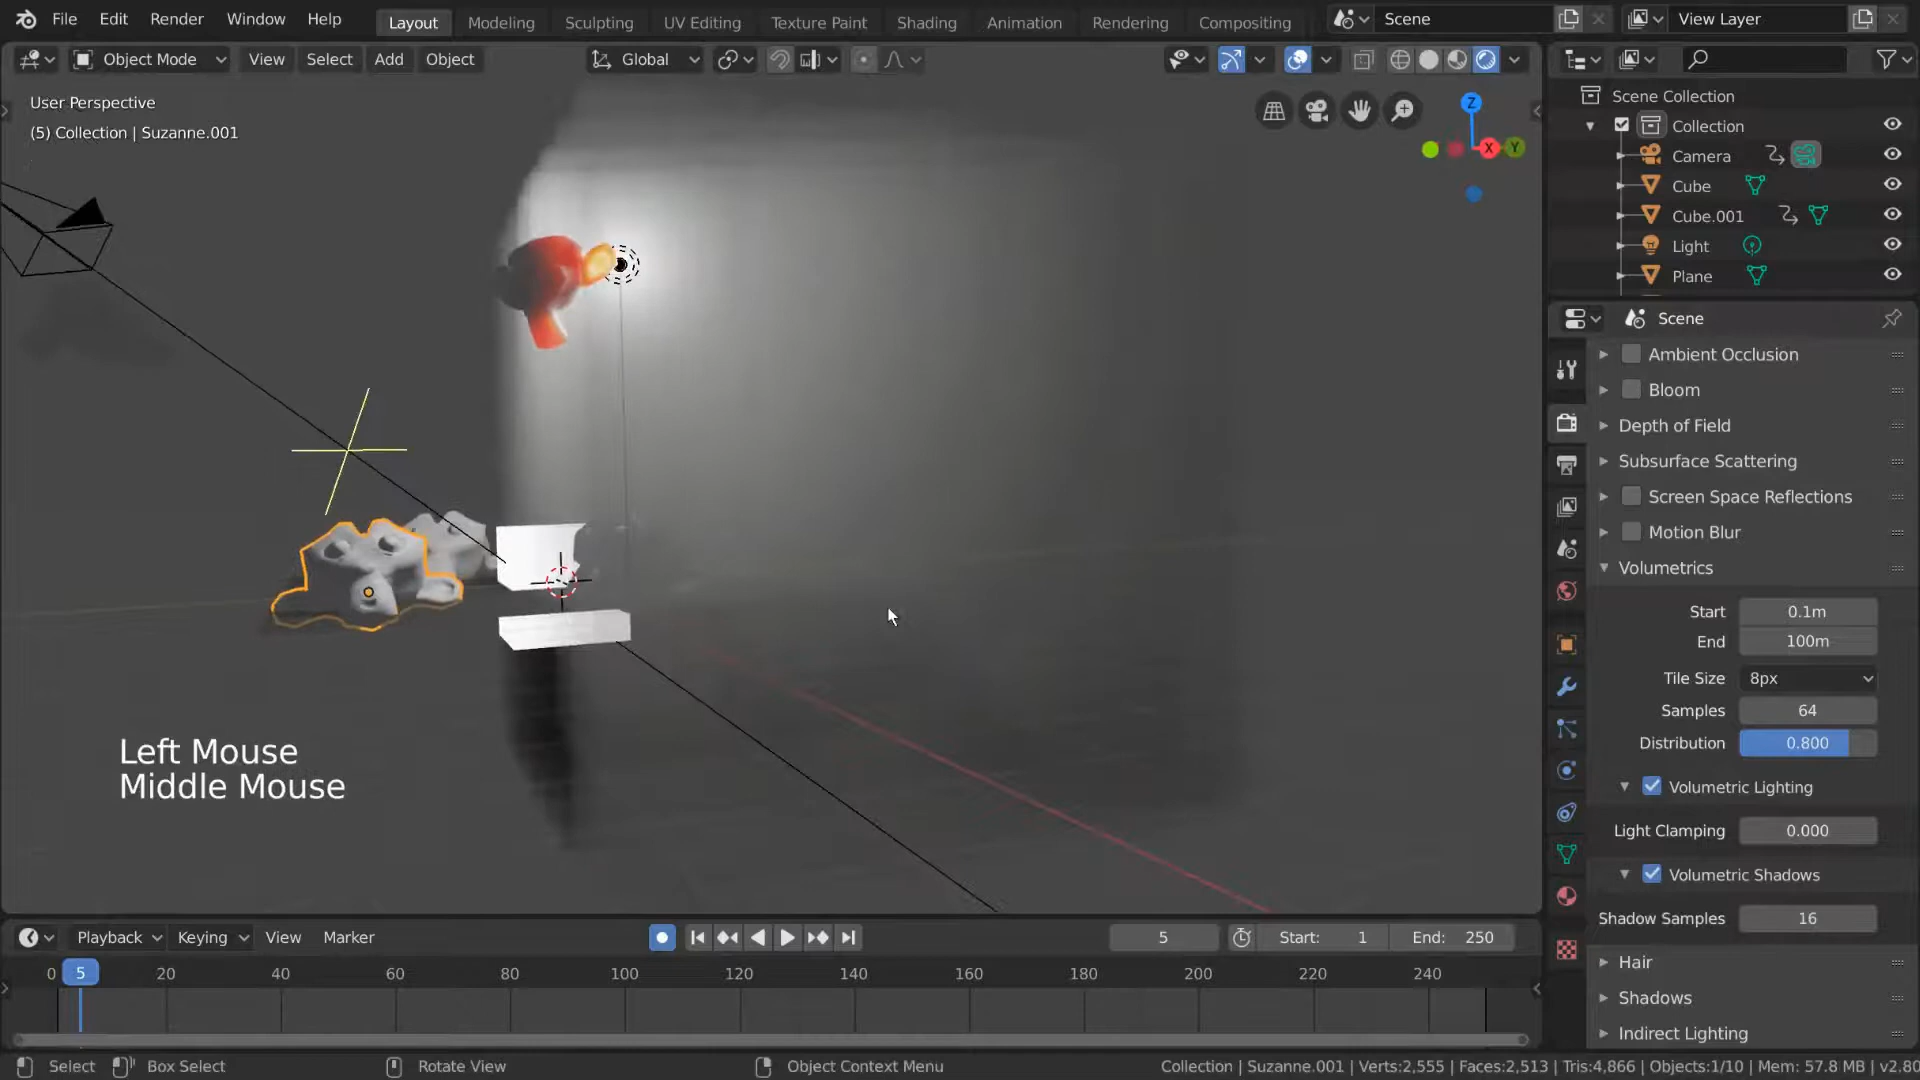 File Edit Render Window Help Layout Modeling Sculpting UV Editing Texture Paint Shading Animation Rendering Compositing Scene View Layer
Object Mode View Select Add Object Global
User Perspective
(5) Collection | Suzanne.001
Z
X Y
Left Mouse
Middle Mouse
Scene Collection
Collection
Camera
Cube
Cube.001
Light
Plane
Scene
Ambient Occlusion
Bloom
Depth of Field
Subsurface Scattering
Screen Space Reflections
Motion Blur
Volumetrics
Start 0.1m
End 100m
Tile Size 8px
Samples 64
Distribution 0.800
Volumetric Lighting
Light Clamping 0.000
Volumetric Shadows
Shadow Samples 16
Hair
Shadows
Indirect Lighting
Playback Keying View Marker 5 Start: 1 End: 250
0 5 20 40 60 80 100 120 140 160 180 200 220 240
Select Box Select Rotate View Object Context Menu Collection | Suzanne.001 | Verts:2,555 | Faces:2,513 | Tris:4,866 | Objects:1/10 | Mem: 57.8 MB | v2.80